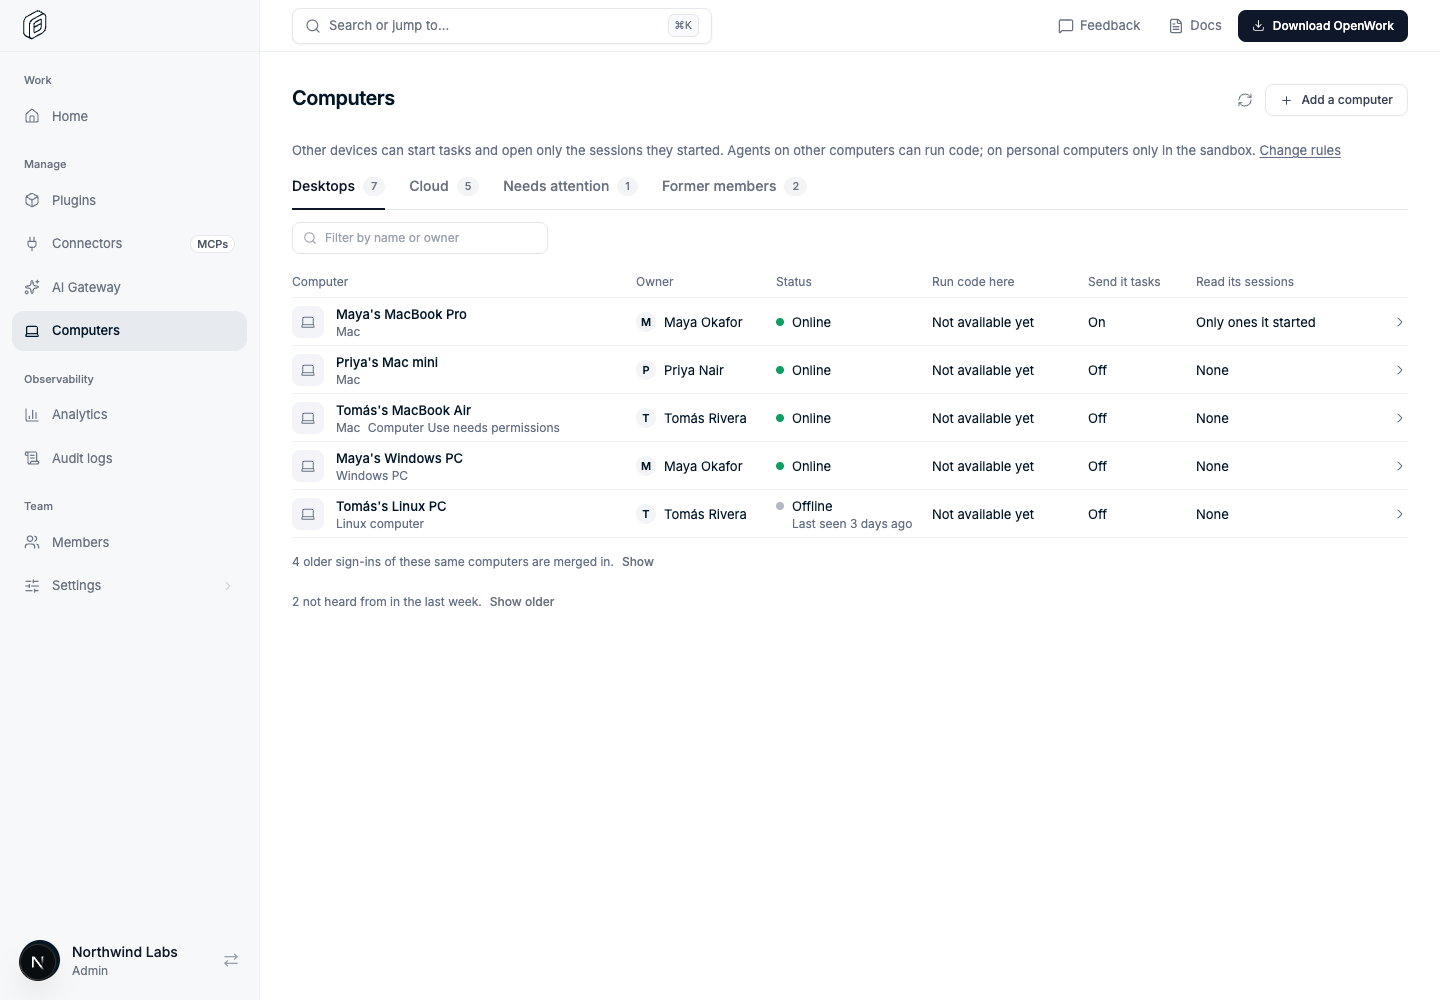 Search or jump to...
⌘K
Feedback
Docs
Download OpenWork
Work
Home
Manage
Plugins
Connectors
MCPs
AI Gateway
Computers
Observability
Analytics
Audit logs
Team
Members
Settings
N
Northwind Labs
Admin
Computers
Add a computer
Other devices can start tasks and open only the sessions they started. Agents on other computers can run code; on personal computers only in the sandbox. Change rules
Desktops 7 Cloud 5 Needs attention 1 Former members 2
Filter by name or owner
Computer Owner Status Run code here Send it tasks Read its sessions
Maya's MacBook Pro
Mac
M Maya Okafor Online Not available yet On Only ones it started
Priya's Mac mini
Mac
P Priya Nair Online Not available yet Off None
Tomás's MacBook Air
Mac Computer Use needs permissions
T Tomás Rivera Online Not available yet Off None
Maya's Windows PC
Windows PC
M Maya Okafor Online Not available yet Off None
Tomás's Linux PC
Linux computer
T Tomás Rivera Offline
Last seen 3 days ago
Not available yet Off None
4 older sign-ins of these same computers are merged in. Show
2 not heard from in the last week. Show older